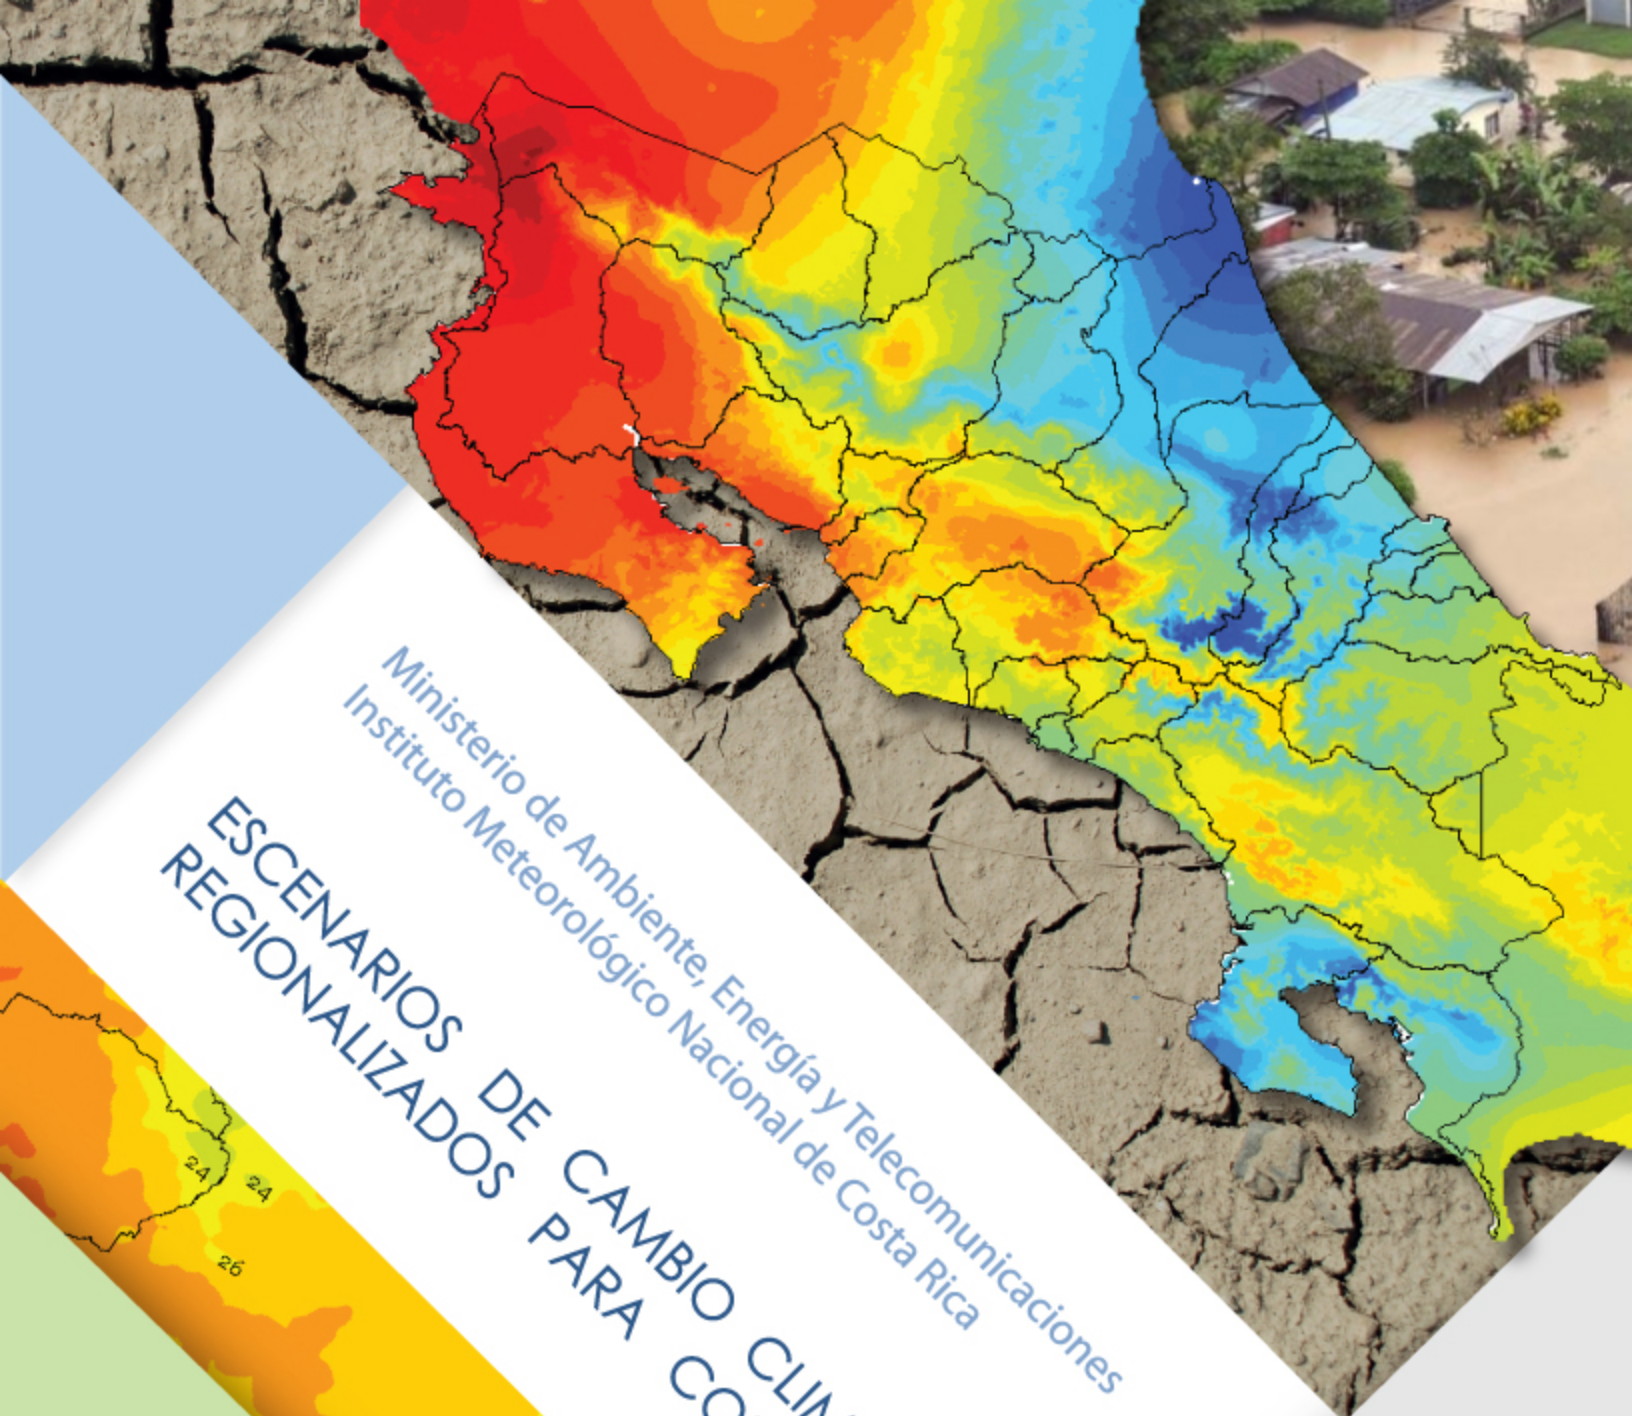 Ministerio de Ambiente, Energía y Telecomunicaciones
Instituto Meteorológico Nacional de Costa Rica
ESCENARIOS DE CAMBIO
REGIONALIZADOS PARA
24
24
26